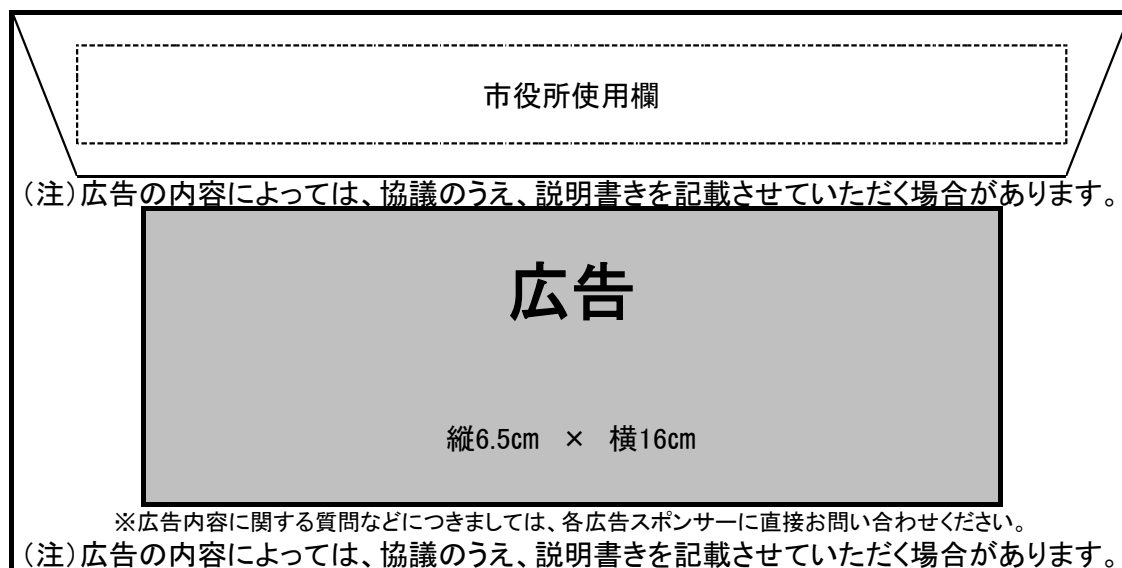 市役所使用欄
（注）広告の内容によっては、協議のうえ、説明書きを記載させていただく場合があります。
広告
縦6.5㎝　×　横16㎝
※広告内容に関する質問などにつきましては、各広告スポンサーに直接お問い合わせください。
（注）広告の内容によっては、協議のうえ、説明書きを記載させていただく場合があります。